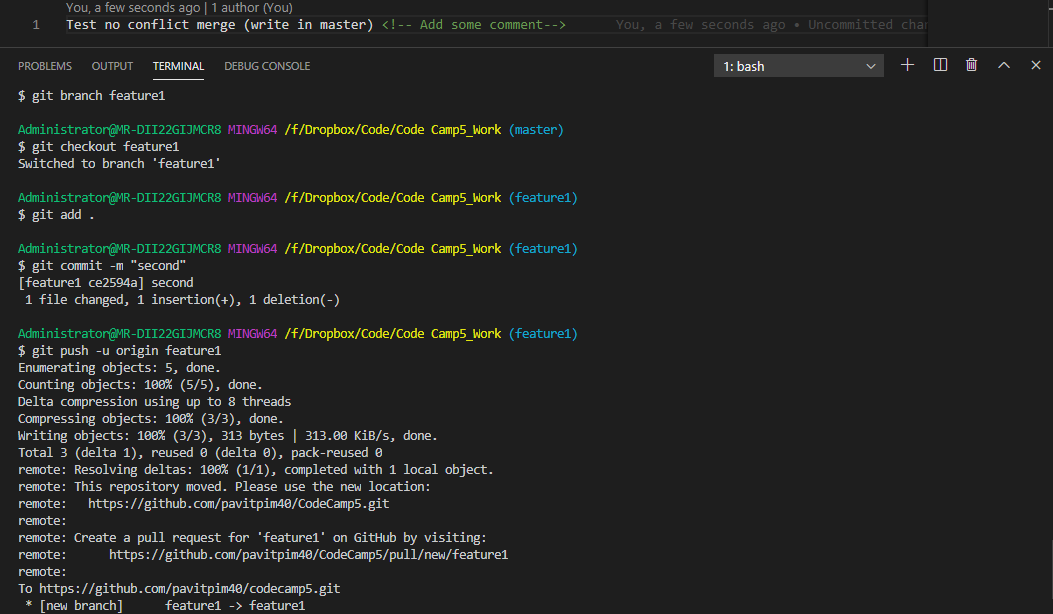 You, a few seconds ago | 1 author (You)
1 Test no conflict merge (write in master) <!-- Add some comment--> You, a few seconds ago • Uncommitted
PROBLEMS OUTPUT TERMINAL DEBUG CONSOLE 1: bash
$ git branch feature1
Administrator@MR-DII22GIJMCR8 MINGW64 /f/Dropbox/Code/Code Camp5_Work (master)
$ git checkout feature1
Switched to branch 'feature1'
Administrator@MR-DII22GIJMCR8 MINGW64 /f/Dropbox/Code/Code Camp5_Work (feature1)
$ git add .
Administrator@MR-DII22GIJMCR8 MINGW64 /f/Dropbox/Code/Code Camp5_Work (feature1)
$ git commit -m "second"
[feature1 ce2594a] second
1 file changed, 1 insertion(+), 1 deletion(-)
Administrator@MR-DII22GIJMCR8 MINGW64 /f/Dropbox/Code/Code Camp5_Work (feature1)
$ git push -u origin feature1
Enumerating objects: 5, done.
Counting objects: 100% (5/5), done.
Delta compression using up to 8 threads
Compressing objects: 100% (3/3), done.
Writing objects: 100% (3/3), 313 bytes | 313.00 KiB/s, done.
Total 3 (delta 1), reused 0 (delta 0), pack-reused 0
remote: Resolving deltas: 100% (1/1), completed with 1 local object.
remote: This repository moved. Please use the new location:
remote: https://github.com/pavitpim40/CodeCamp5.git
remote:
remote: Create a pull request for 'feature1' on GitHub by visiting:
remote: https://github.com/pavitpim40/CodeCamp5/pull/new/feature1
remote:
To https://github.com/pavitpim40/codecamp5.git
* [new branch] feature1 -> feature1